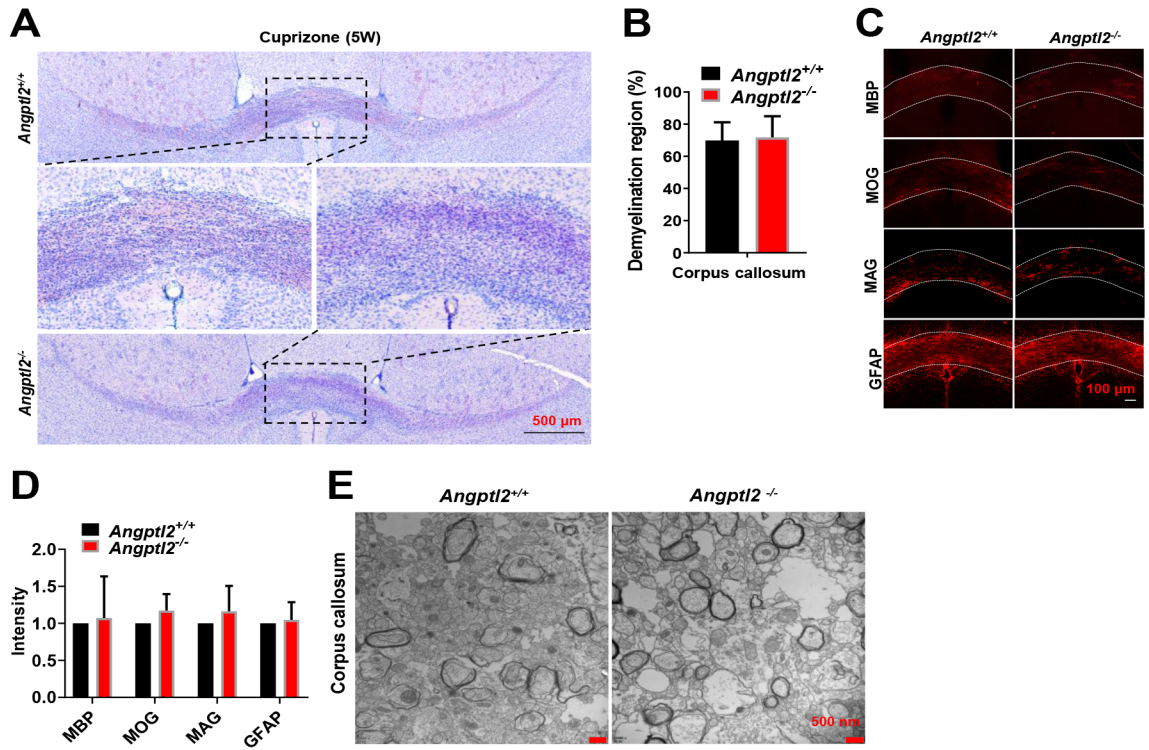 A
Cuprizone (5W)
Angptl2+/+
Angptl2-/-
500 μm
B
Angptl2+/+
Angptl2-/-
Demyelination region (%)
100
80
60
40
20
0
Corpus callosum
C
Angptl2+/+ Angptl2-/-
MBP
MOG
MAG
GFAP
100 μm
D
Angptl2+/+
Angptl2-/-
Intensity
2.0
1.5
1.0
0.5
0.0
MBP MOG MAG GFAP
E
Angptl2+/+ Angptl2 -/-
Corpus callosum
500 nm